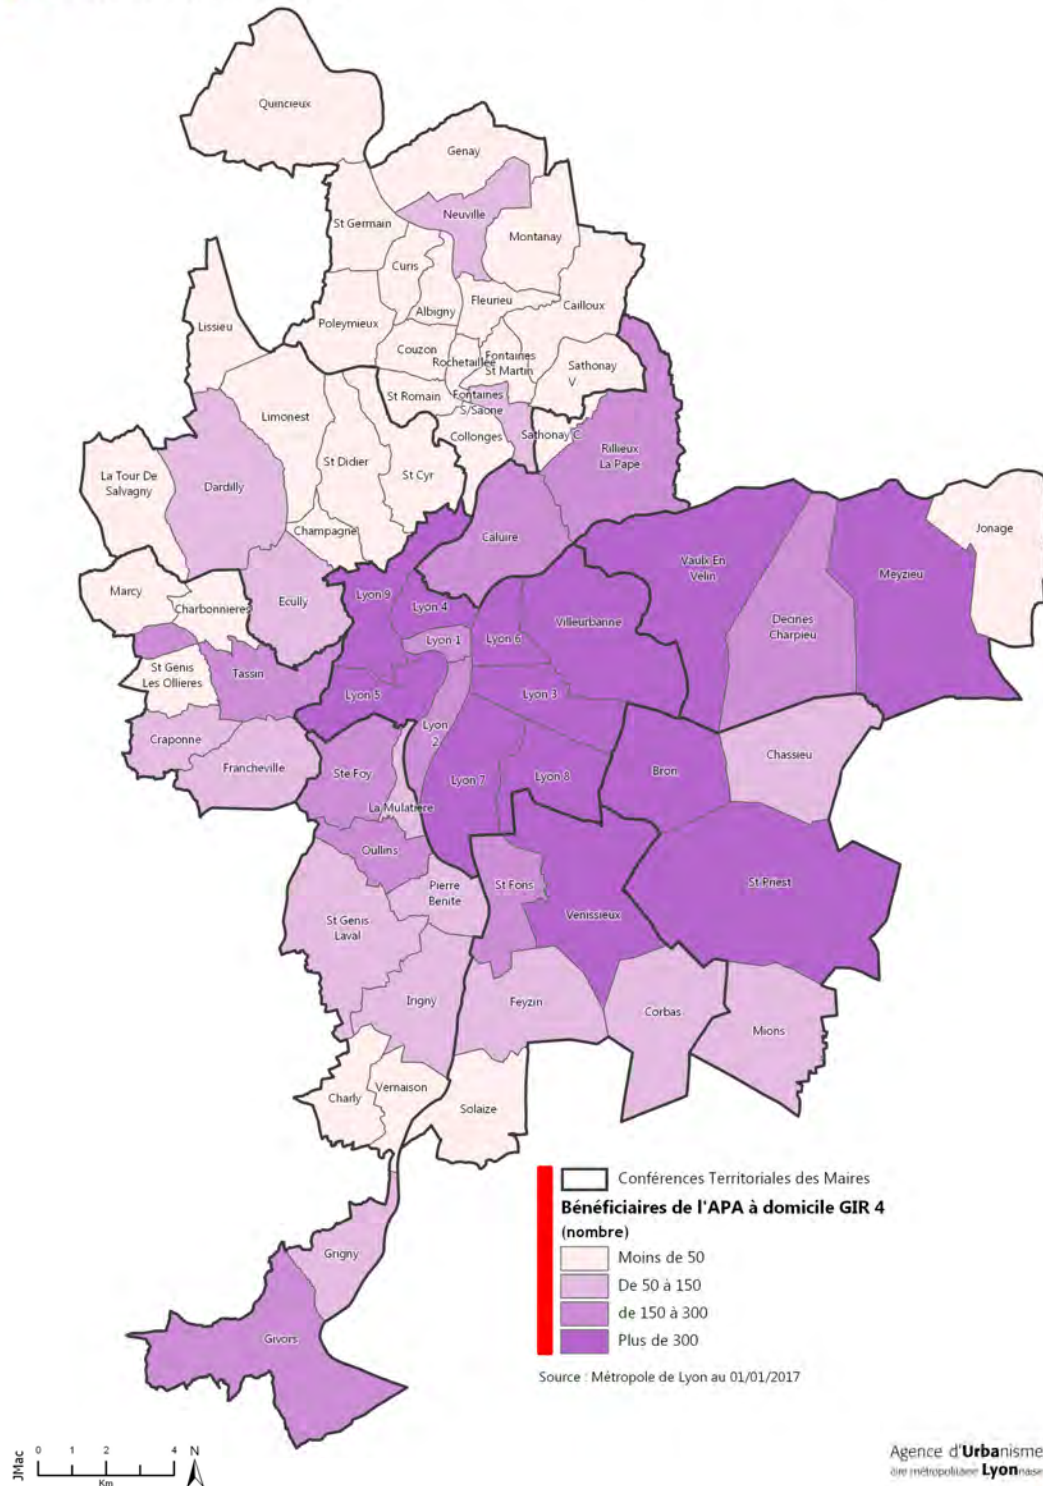 Quincieux
Genay
Neuville
St Germain
Montanay
Curis
Albigny
Fleurieu
Cailloux
Lissieu
Poleymieux
Couzon
Rochetaillée
Fontaines
St Martin
Sathonay
V
St Romain
Fontaines
S/Saone
Limonest
Collonges
Sathonay C
Rillieux
La Pape
La Tour De
Salvagny
Dardilly
St Didier
St Cyr
Champagne
Caluire
Jonage
Marcy
Charbonnieres
Ecully
Lyon 9
Lyon 4
Vaulx En
Velin
Meyzieu
Decines
Charpieu
Villeurbanne
Lyon 1
Lyon 6
St Genis
Les Ollieres
Tassin
Lyon 5
Lyon 3
Lyon
2
Craponne
Francheville
Ste Foy
La Mulatiere
Lyon 7
Lyon 8
Bron
Chassieu
Oullins
Pierre
Benite
St Fons
Venissieux
St Priest
St Genis
Laval
Irigny
Feyzin
Corbas
Mions
Charly
Vernaison
Solaize
Grigny
Givors
Conférences Territoriales des Maires
Bénéficiaires de l'APA à domicile GIR 4
(nombre)
Moins de 50
De 50 à 150
de 150 à 300
Plus de 300
Source : Métropole de Lyon au 01/01/2017
JMac
0 1 2 4
Km
N
Agence d'Urbanisme
aire métropolitaine Lyonnaise